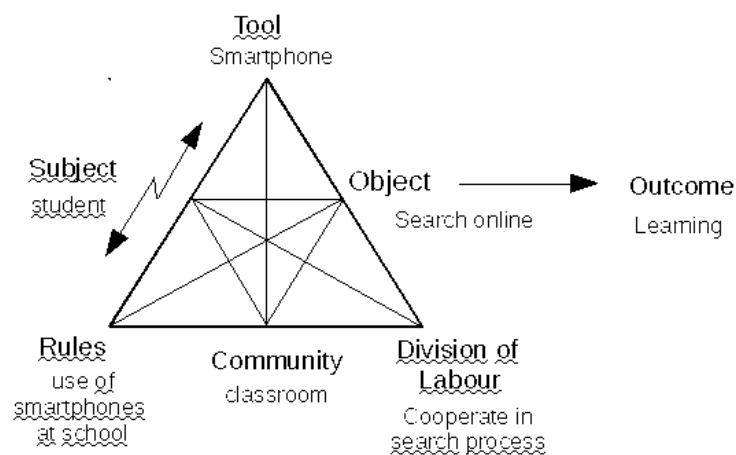 Tool
Smartphone
Subject
student
Object
Search online
Outcome
Learning
Rules
use of
smartphones
at school
Community
classroom
Division of
Labour
Cooperate in
search process